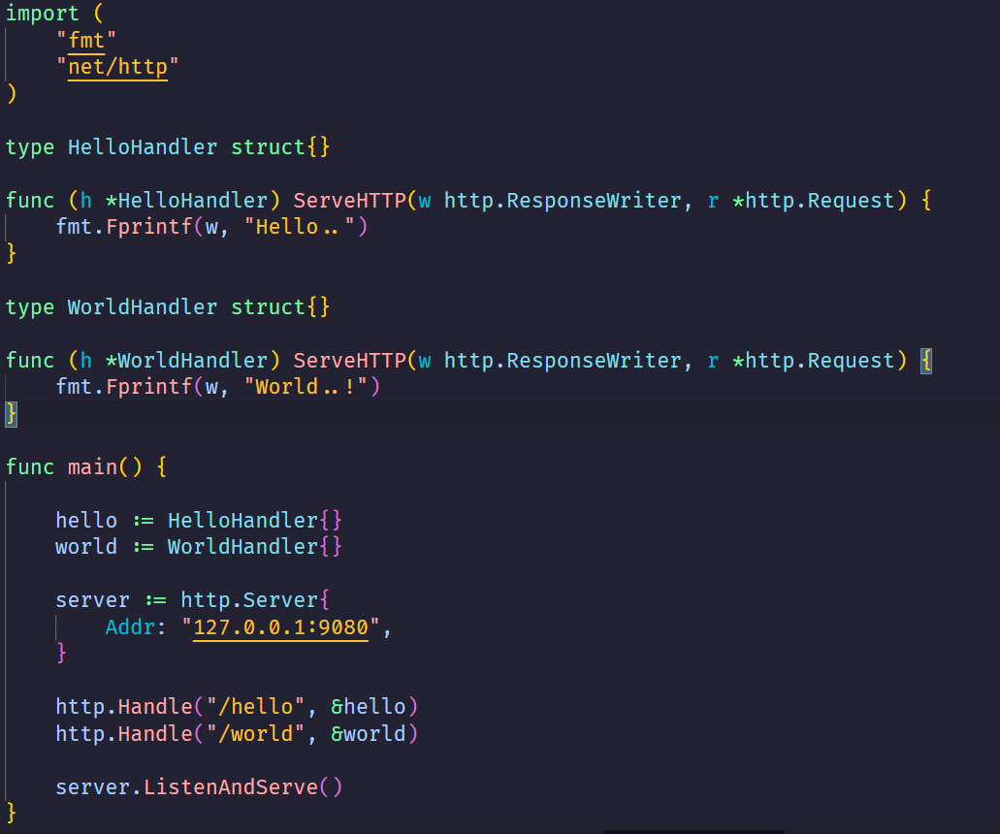 import (
    "fmt"
    "net/http"
)

type HelloHandler struct{}

func (h *HelloHandler) ServeHTTP(w http.ResponseWriter, r *http.Request) {
    fmt.Fprintf(w, "Hello..")
}

type WorldHandler struct{}

func (h *WorldHandler) ServeHTTP(w http.ResponseWriter, r *http.Request) {
    fmt.Fprintf(w, "World..!")
}

func main() {

    hello := HelloHandler{}
    world := WorldHandler{}

    server := http.Server{
        Addr: "127.0.0.1:9080",
    }

    http.Handle("/hello", &hello)
    http.Handle("/world", &world)

    server.ListenAndServe()
}